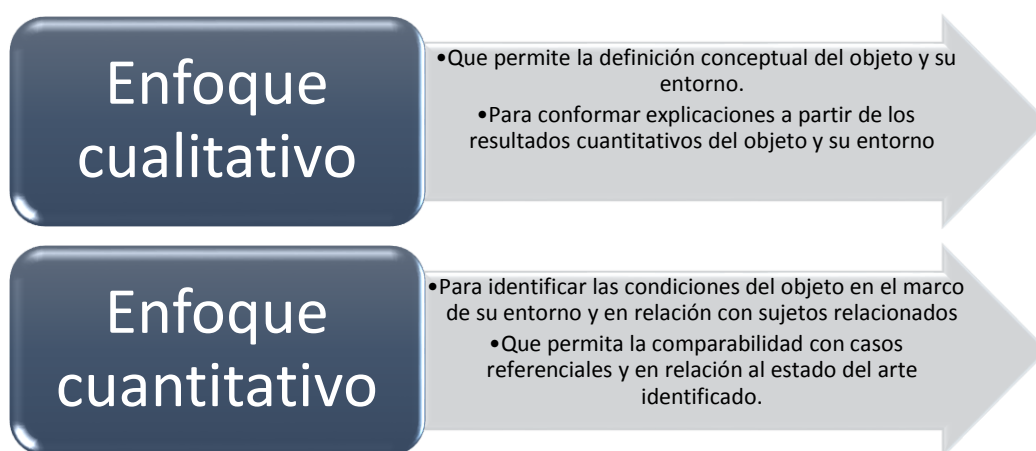 Enfoque
cualitativo
•Que permite la definición conceptual del objeto y su
entorno.
•Para conformar explicaciones a partir de los
resultados cuantitativos del objeto y su entorno
Enfoque
cuantitativo
•Para identificar las condiciones del objeto en el marco
de su entorno y en relación con sujetos relacionados
•Que permita la comparabilidad con casos
referenciales y en relación al estado del arte
identificado.